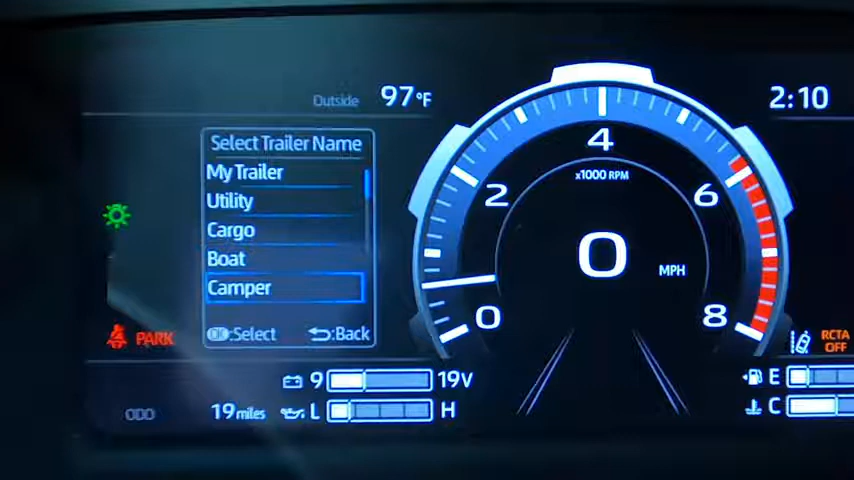 Outside 97°F
2:10
Select Trailer Name
My Trailer
Utility
Cargo
Boat
Camper
OK:Select :Back
PARK
0
2
4
6
8
x1000 RPM
0 MPH
RCTA
OFF
9 19V
L H
E
C
ODO 19 miles